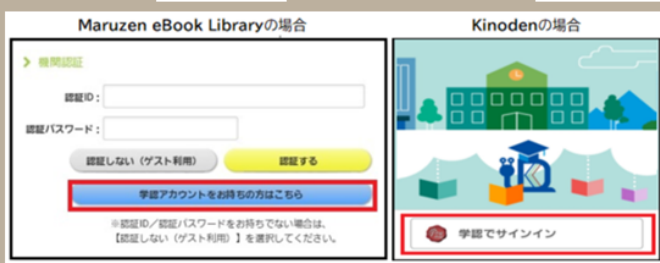 Maruzen eBook Libraryの場合
機関認証
認証ID：
認証パスワード：
認証しない（ゲスト利用）
認証する
学認アカウントをお持ちの方はこちら
※認証ID／認証パスワードをお持ちでない場合は、
【認証しない（ゲスト利用）】を選択してください。
Kinodenの場合
学認でサインイン